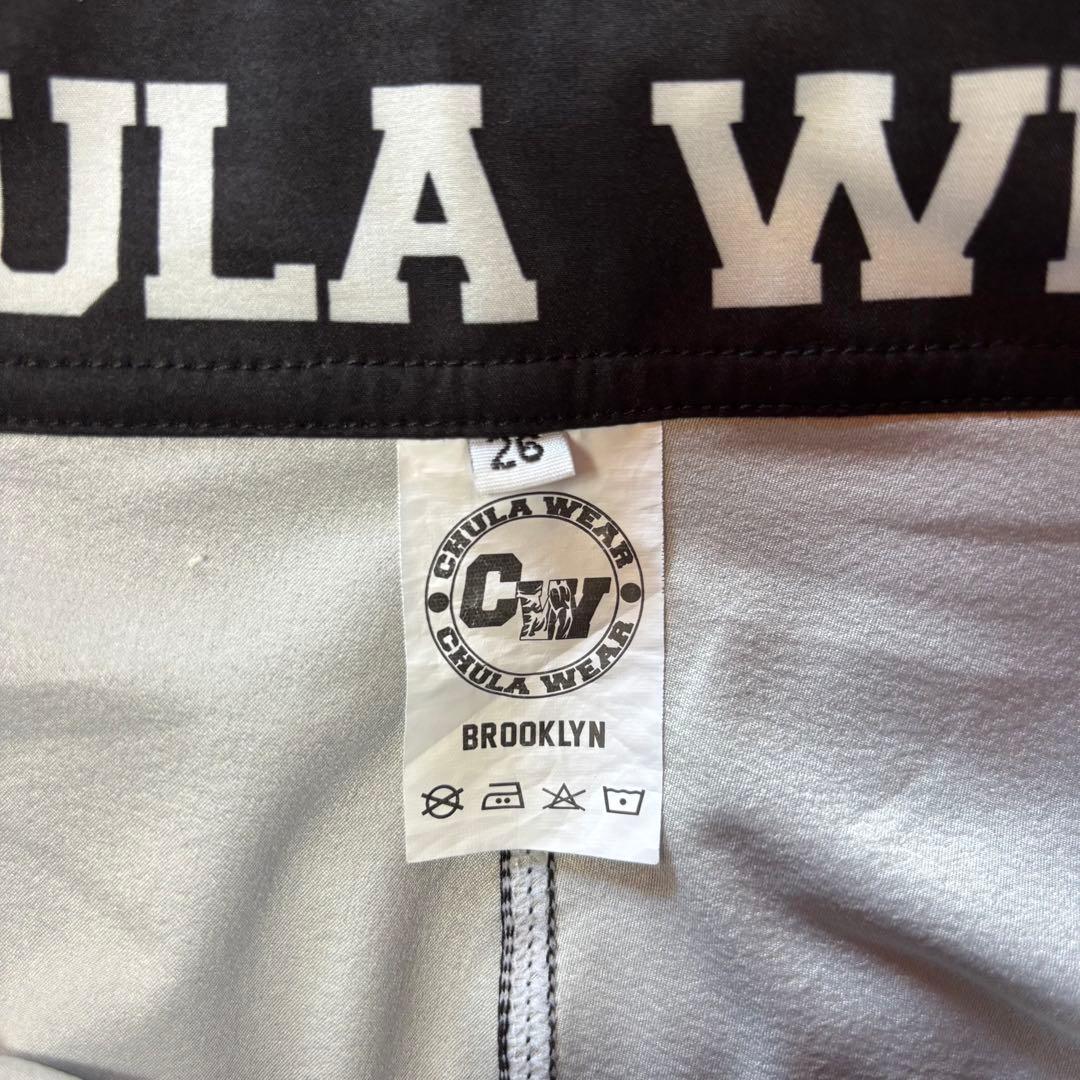 ULA W
26
CHULA WEAR
CW
CHULA WEAR
BROOKLYN